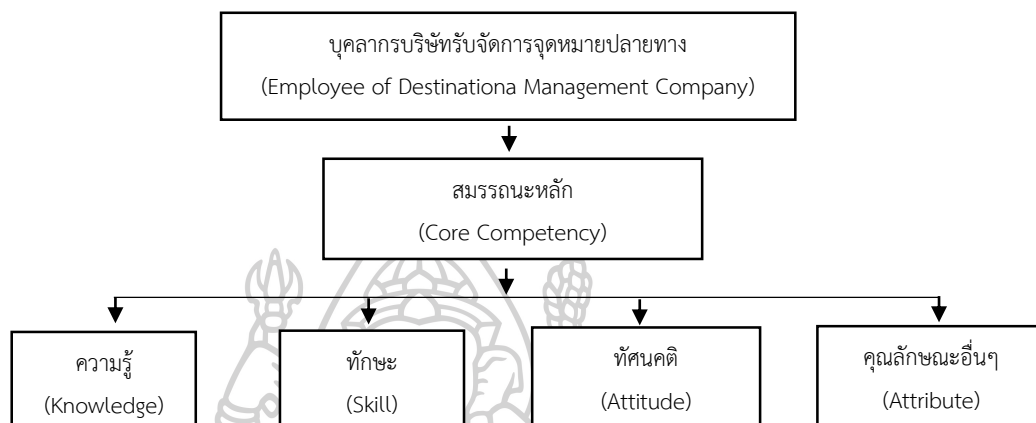 บุคลากรบริษัทรับจัดการจุดหมายปลายทาง
(Employee of Destinationa Management Company)
สมรรถนะหลัก
(Core Competency)
ความรู้
(Knowledge)
ทักษะ
(Skill)
ทัศนคติ
(Attitude)
คุณลักษณะอื่นๆ
(Attribute)